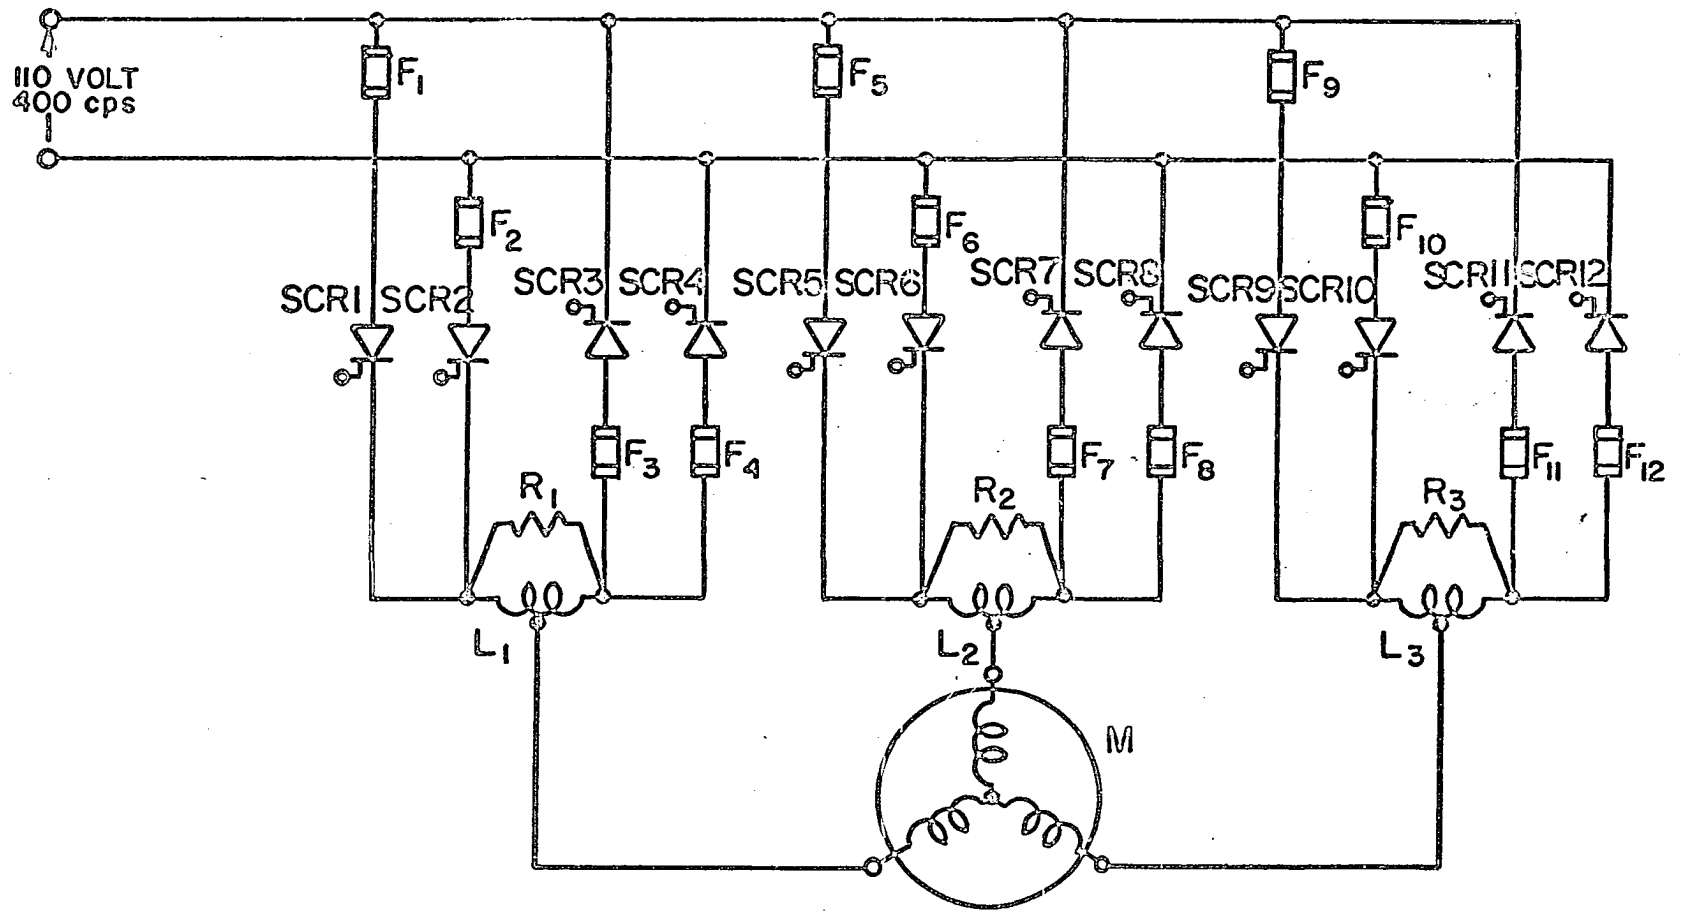 110 VOLT
400 cps
F1
F5
F9
F2
F6
F10
SCR1
SCR2
SCR3
SCR4
SCR5
SCR6
SCR7
SCR8
SCR9
SCR10
SCR11
SCR12
F3
F4
F7
F8
F11
F12
R1
R2
R3
L1
L2
L3
M